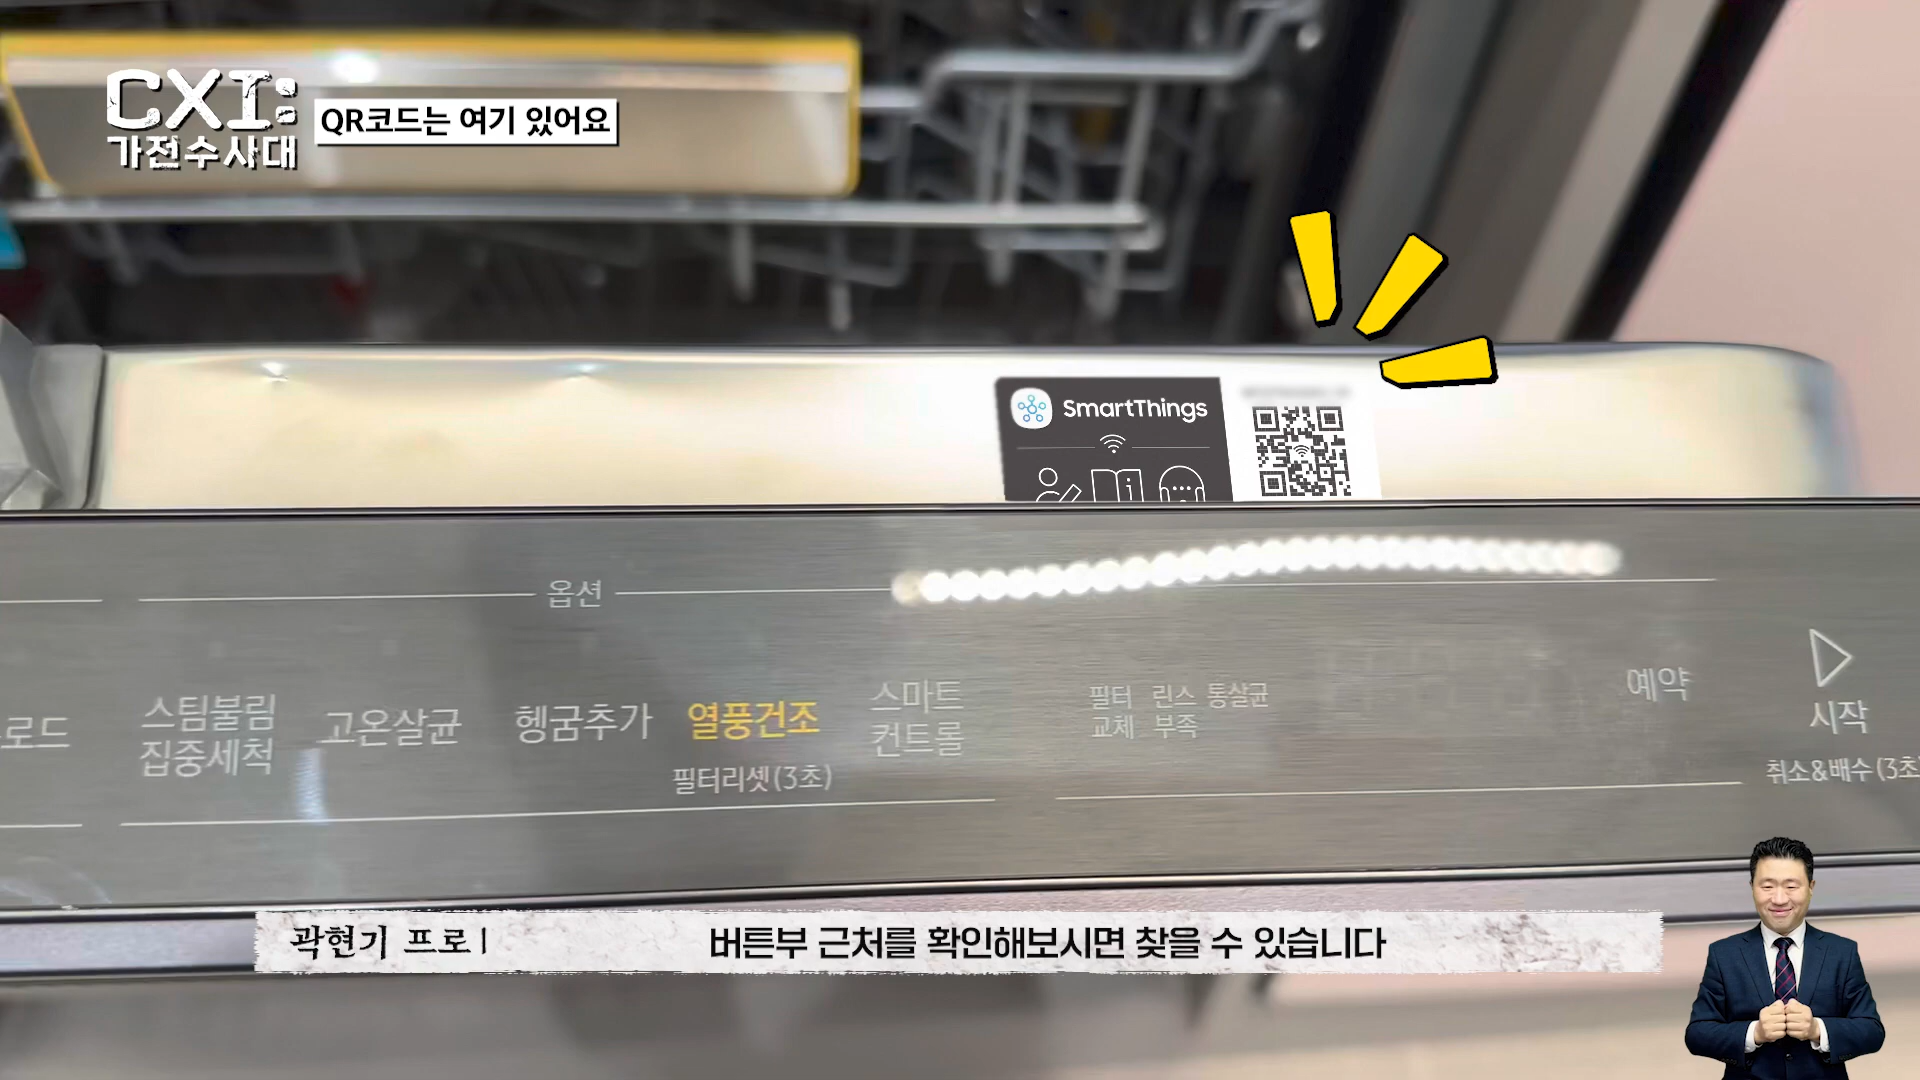 CXI:
가전수사대
QR코드는 여기 있어요
SmartThings
옵션
로드
스팀불림
집중세척
고온살균
헹굼추가
열풍건조
필터리셋(3초)
스마트
컨트롤
필터
교체
린스
부족
통살균
예약
시작
취소&배수(3초
곽현기 프로 |
버튼부 근처를 확인해보시면 찾을 수 있습니다